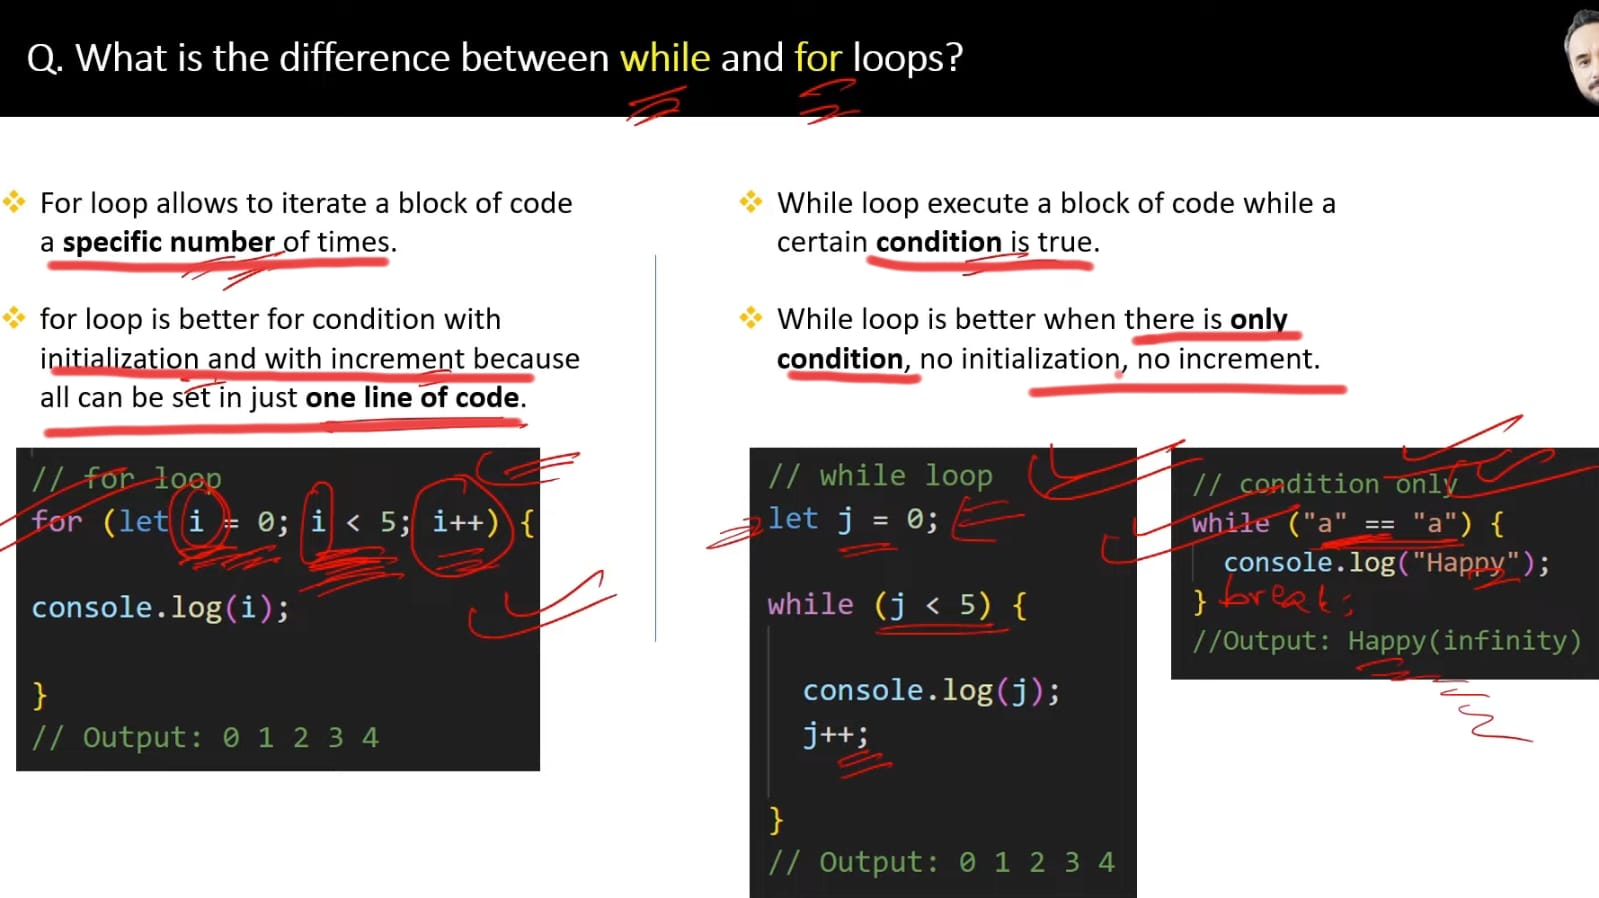 Q. What is the difference between while and for loops?
❖ For loop allows to iterate a block of code
a specific number of times.
❖ for loop is better for condition with
initialization and with increment because
all can be set in just one line of code.
// for loop
for (let i = 0; i < 5; i++) {
console.log(i);
}
// Output: 0 1 2 3 4
❖ While loop execute a block of code while a
certain condition is true.
❖ While loop is better when there is only
condition, no initialization, no increment.
// while loop
let j = 0;
while (j < 5) {
console.log(j);
j++;
}
// Output: 0 1 2 3 4
// condition only
while ("a" == "a") {
console.log("Happy");
} break;
//Output: Happy(infinity)